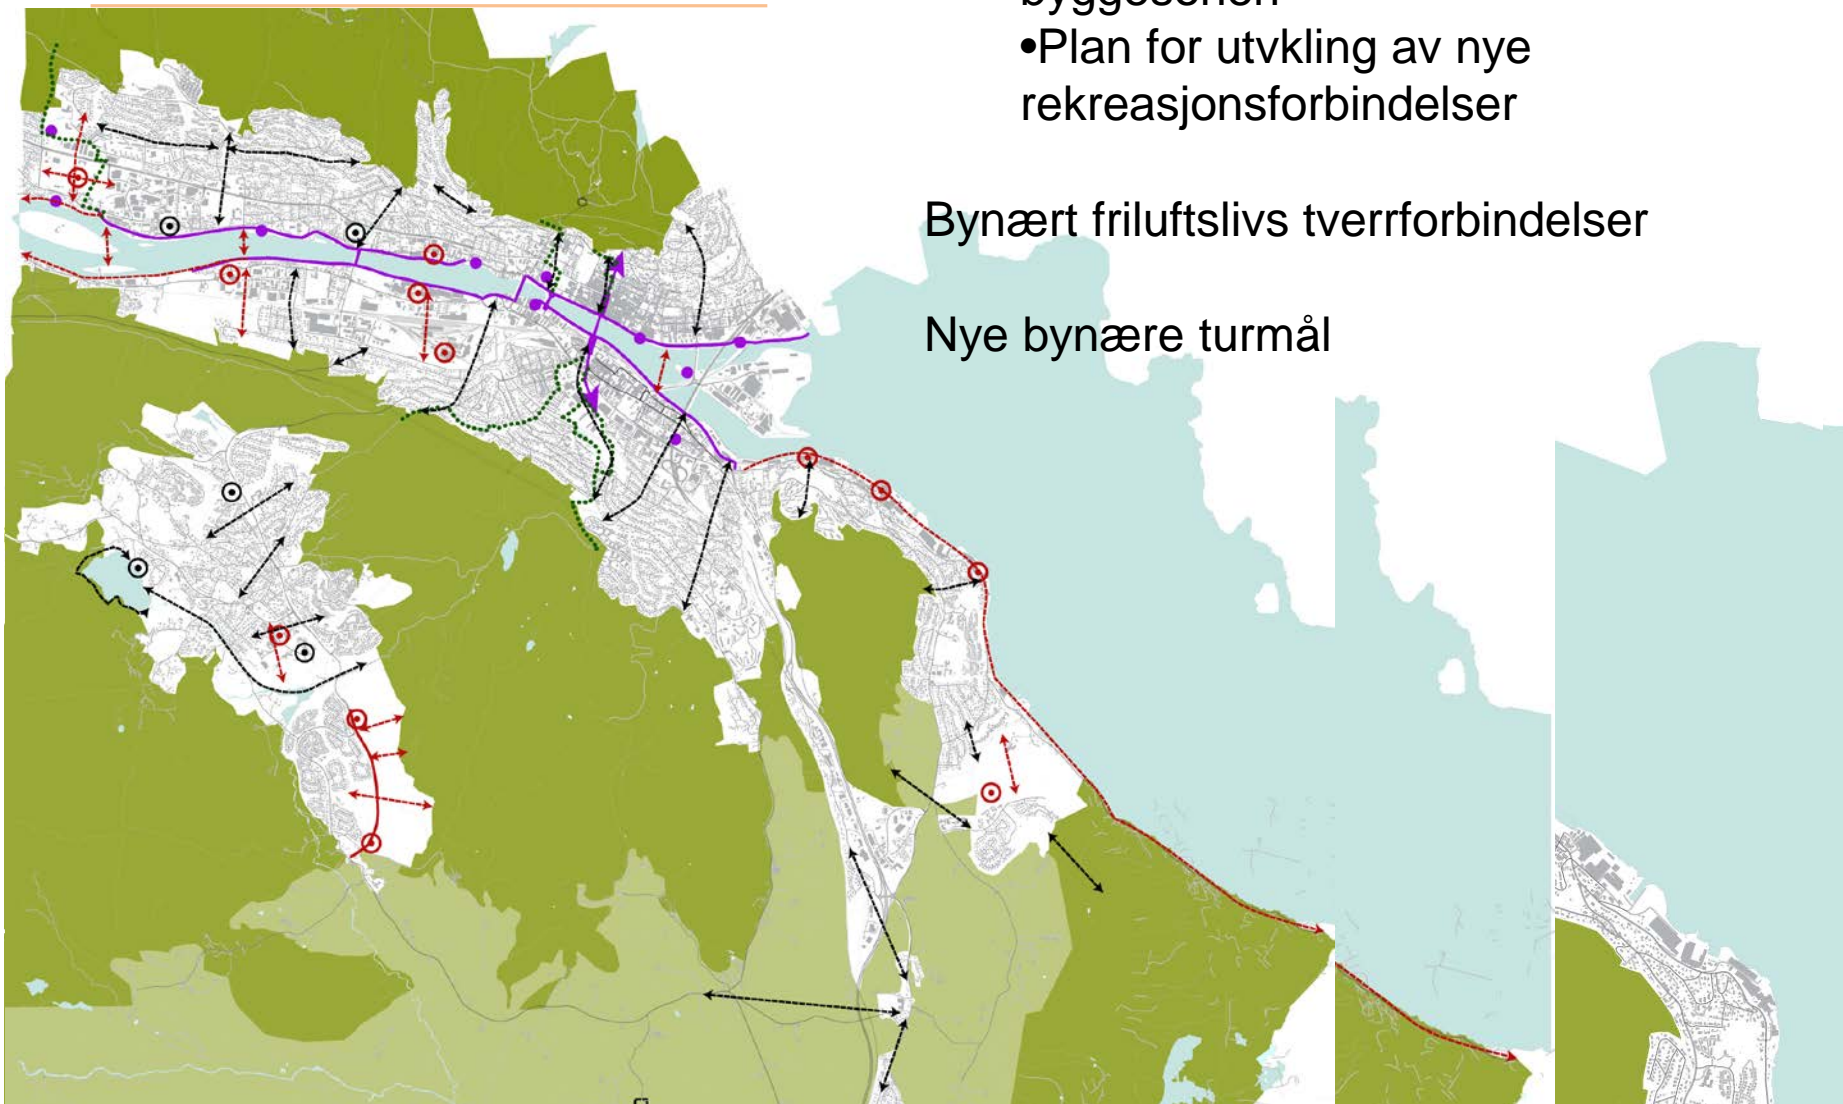 •Plan for utvkling av nye
rekreasjonsforbindelser
Bynært friluftslivs tverrforbindelser
Nye bynære turmål